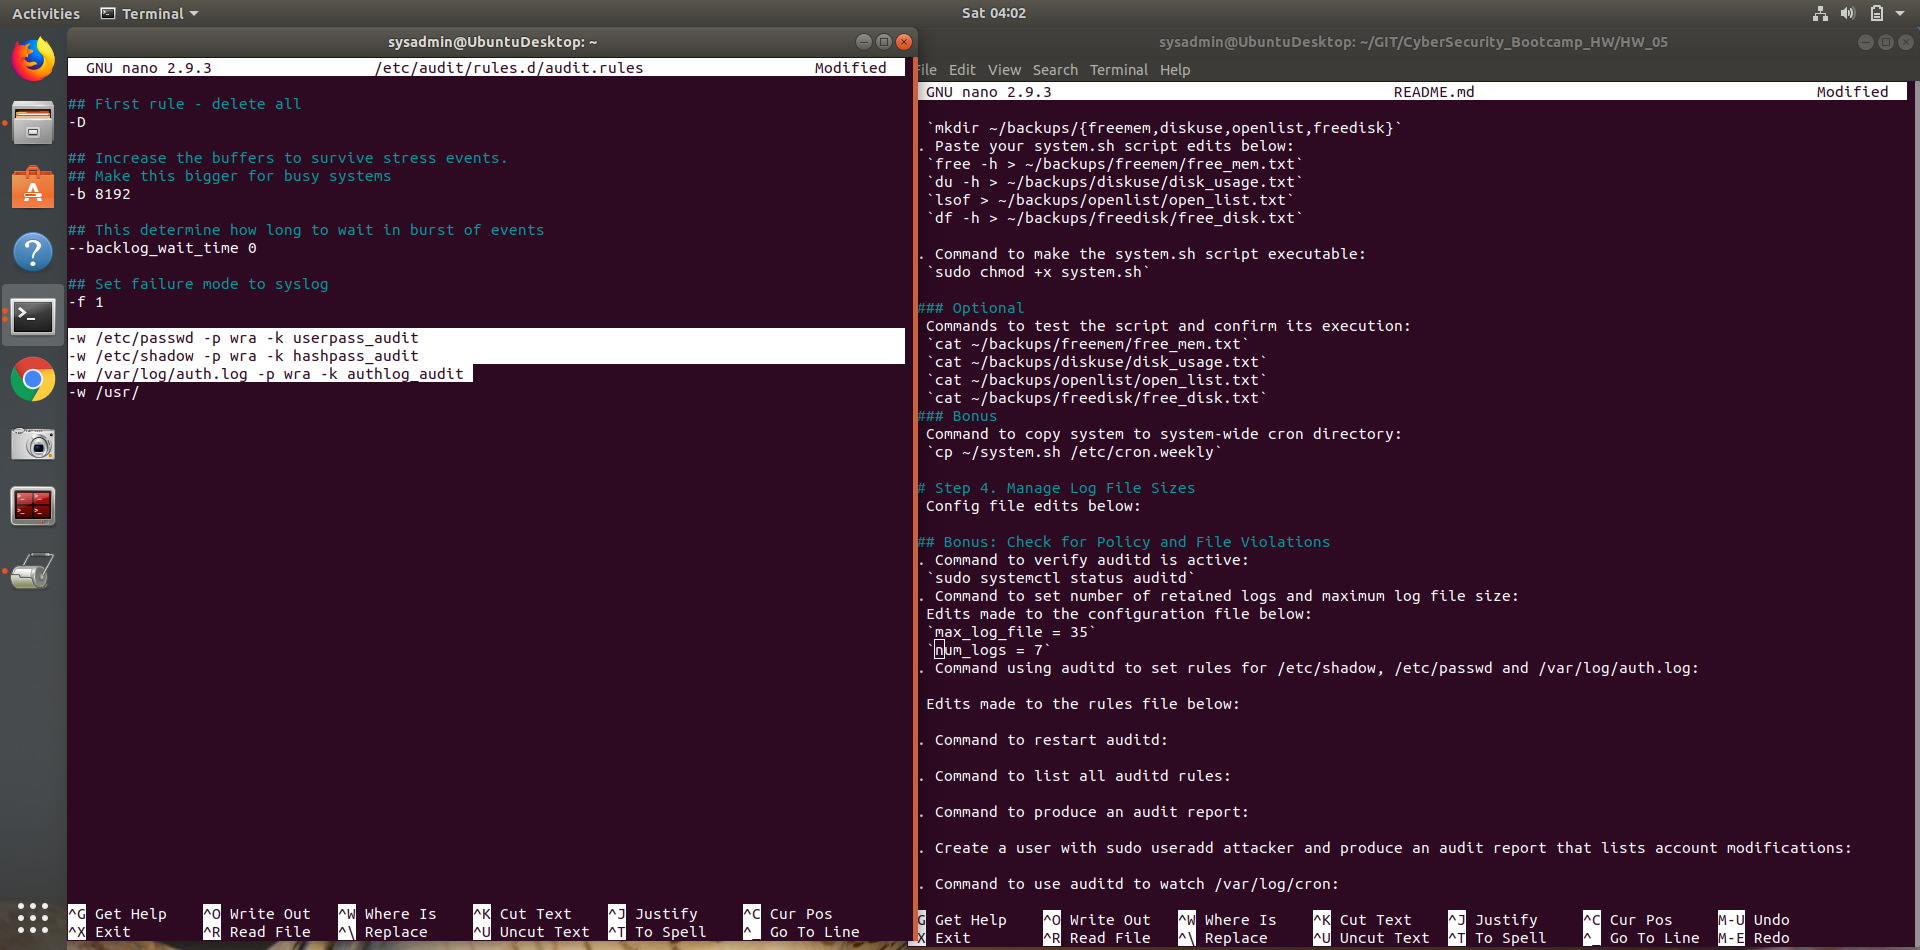 Activities
Terminal
Sat 04:02
sysadmin@UbuntuDesktop: ~
GNU nano 2.9.3 /etc/audit/rules.d/audit.rules Modified
## First rule - delete all
-D
## Increase the buffers to survive stress events.
## Make this bigger for busy systems
-b 8192
## This determine how long to wait in burst of events
--backlog_wait_time 0
## Set failure mode to syslog
-f 1
-w /etc/passwd -p wra -k userpass_audit
-w /etc/shadow -p wra -k hashpass_audit
-w /var/log/auth.log -p wra -k authlog_audit
-w /usr/
^G Get Help ^O Write Out ^W Where Is ^K Cut Text ^J Justify ^C Cur Pos
^X Exit ^R Read File ^\ Replace ^U Uncut Text ^T To Spell ^_ Go To Line
sysadmin@UbuntuDesktop: ~/GIT/CyberSecurity_Bootcamp_HW/HW_05
ile Edit View Search Terminal Help
GNU nano 2.9.3 README.md Modified
`mkdir ~/backups/{freemem,diskuse,openlist,freedisk}`
. Paste your system.sh script edits below:
`free -h > ~/backups/freemem/free_mem.txt`
`du -h > ~/backups/diskuse/disk_usage.txt`
`lsof > ~/backups/openlist/open_list.txt`
`df -h > ~/backups/freedisk/free_disk.txt`
. Command to make the system.sh script executable:
`sudo chmod +x system.sh`
### Optional
Commands to test the script and confirm its execution:
`cat ~/backups/freemem/free_mem.txt`
`cat ~/backups/diskuse/disk_usage.txt`
`cat ~/backups/openlist/open_list.txt`
`cat ~/backups/freedisk/free_disk.txt`
### Bonus
Command to copy system to system-wide cron directory:
`cp ~/system.sh /etc/cron.weekly`
# Step 4. Manage Log File Sizes
Config file edits below:
## Bonus: Check for Policy and File Violations
. Command to verify auditd is active:
`sudo systemctl status auditd`
. Command to set number of retained logs and maximum log file size:
Edits made to the configuration file below:
`max_log_file = 35`
`num_logs = 7`
. Command using auditd to set rules for /etc/shadow, /etc/passwd and /var/log/auth.log:
Edits made to the rules file below:
. Command to restart auditd:
. Command to list all auditd rules:
. Command to produce an audit report:
. Create a user with sudo useradd attacker and produce an audit report that lists account modifications:
. Command to use auditd to watch /var/log/cron:
G Get Help ^O Write Out ^W Where Is ^K Cut Text ^J Justify ^C Cur Pos M-U Undo
X Exit ^R Read File ^\ Replace ^U Uncut Text ^T To Spell ^_ Go To Line M-E Redo